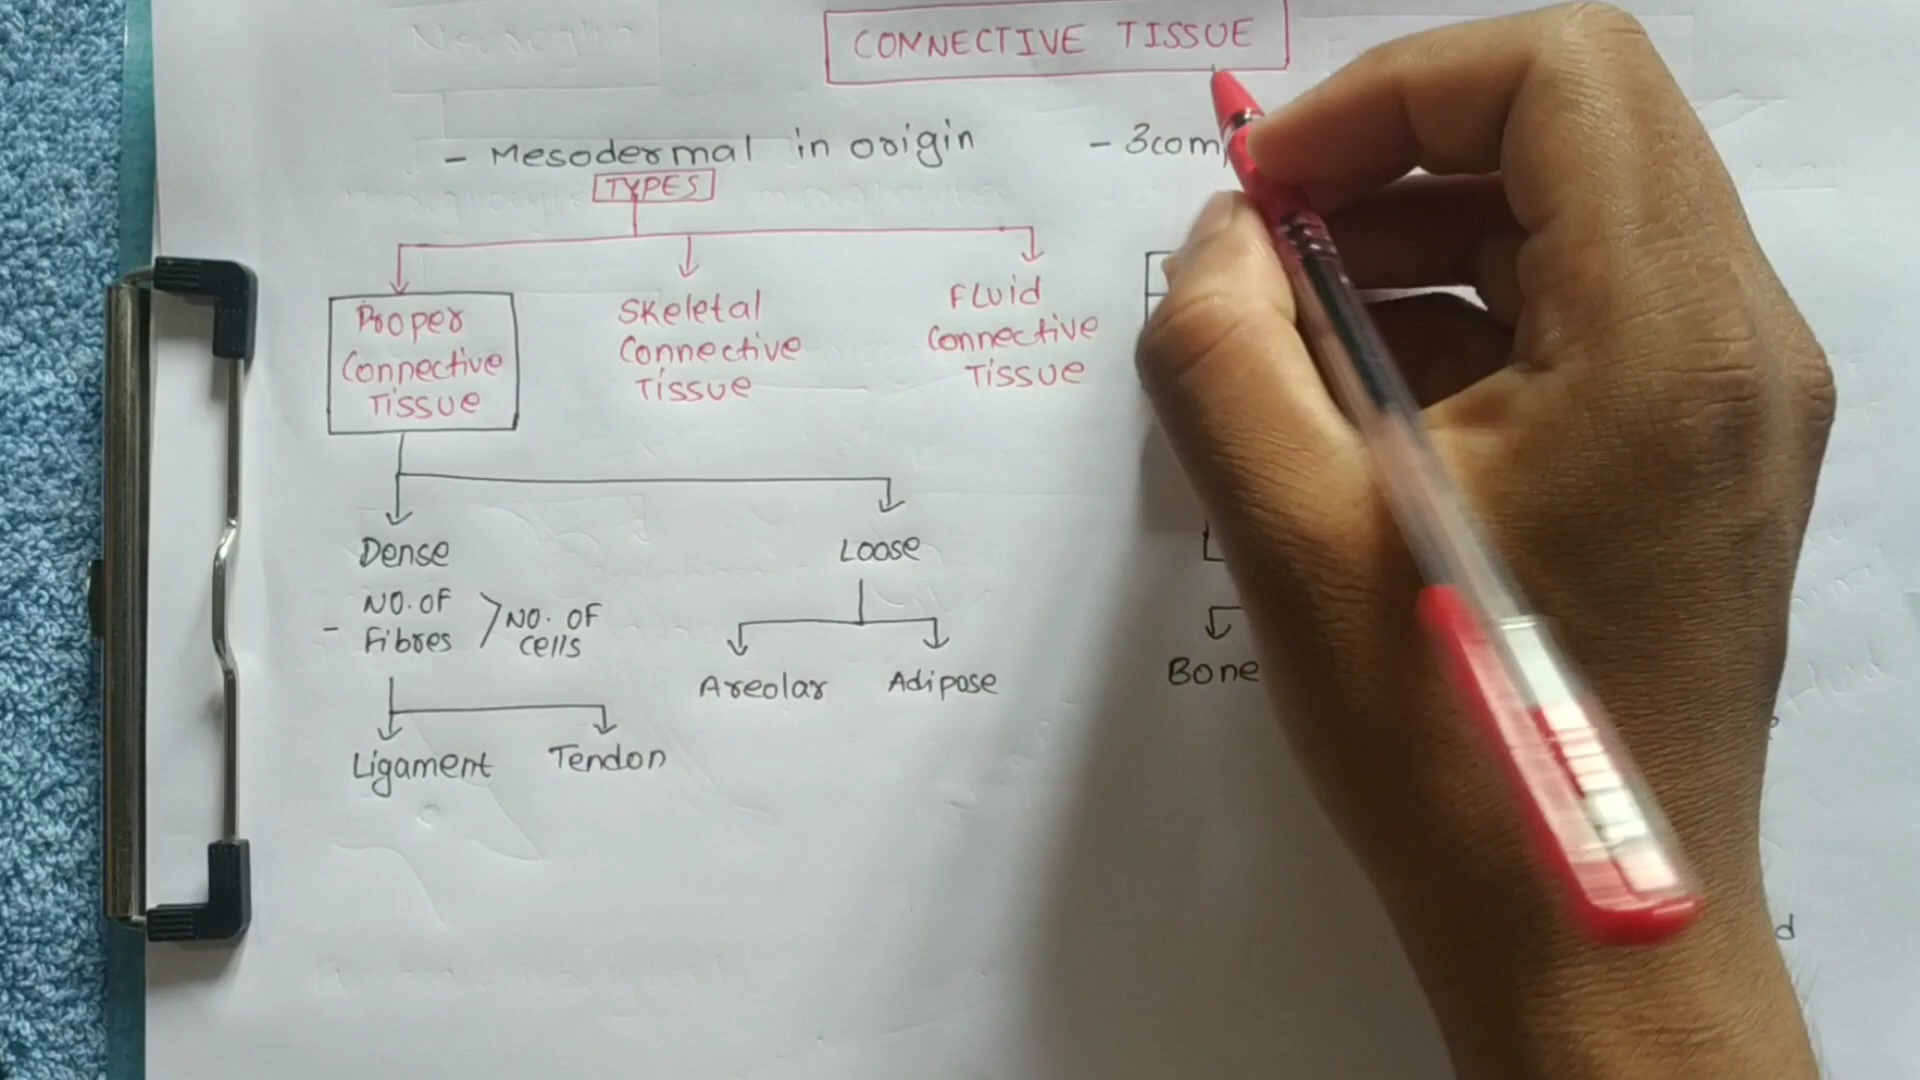 CONNECTIVE TISSUE
- Mesodermal in origin
- 3com
TYPES
Proper
Connective
Tissue
Skeletal
Connective
Tissue
Fluid
Connective
Tissue
Dense
Loose
- NO. OF
Fibres > NO. OF
cells
Areolar
Adipose
Bone
Ligament
Tendon